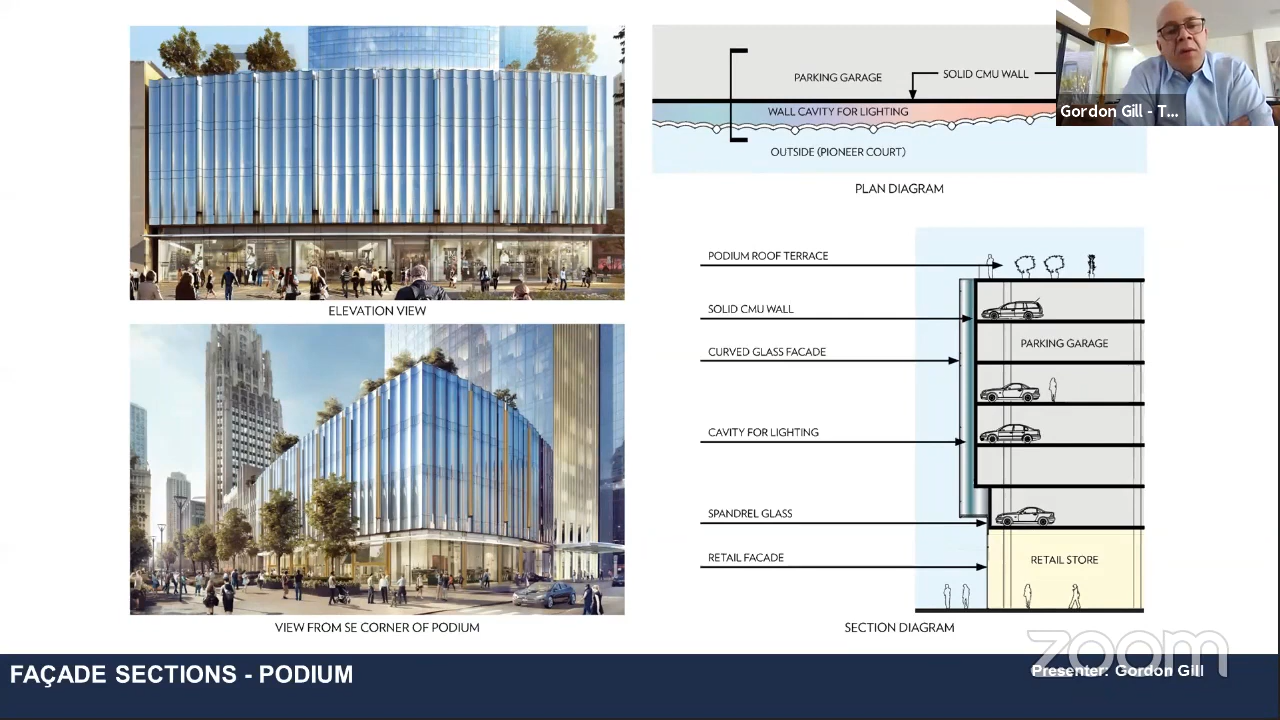 PARKING GARAGE
SOLID CMU WALL
WALL CAVITY FOR LIGHTING
OUTSIDE (PIONEER COURT)
PLAN DIAGRAM
Gordon Gill - T...
ELEVATION VIEW
VIEW FROM SE CORNER OF PODIUM
PODIUM ROOF TERRACE
SOLID CMU WALL
CURVED GLASS FACADE
PARKING GARAGE
CAVITY FOR LIGHTING
SPANDREL GLASS
RETAIL FACADE
RETAIL STORE
SECTION DIAGRAM
zoom
FAÇADE SECTIONS - PODIUM
Presenter: Gordon Gill